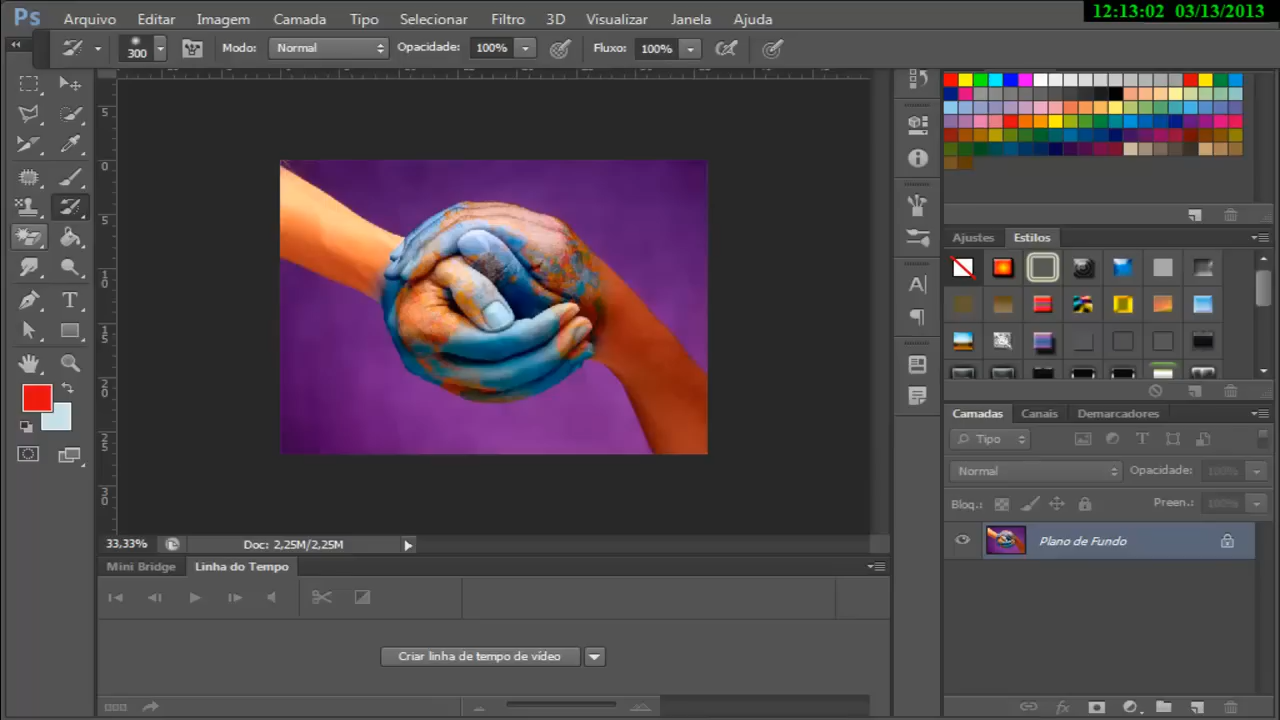 12:13:02 03/13/2013
Ps Arquivo Editar Imagem Camada Tipo Selecionar Filtro 3D Visualizar Janela Ajuda
300 Modo: Normal Opacidade: 100% Fluxo: 100%
Ajustes Estilos
Camadas Canais Demarcadores
Tipo
Normal Opacidade: 100%
Bloq.: Preen.: 100%
Plano de Fundo
33,33% Doc: 2,25M/2,25M
Mini Bridge Linha do Tempo
Criar linha de tempo de vídeo